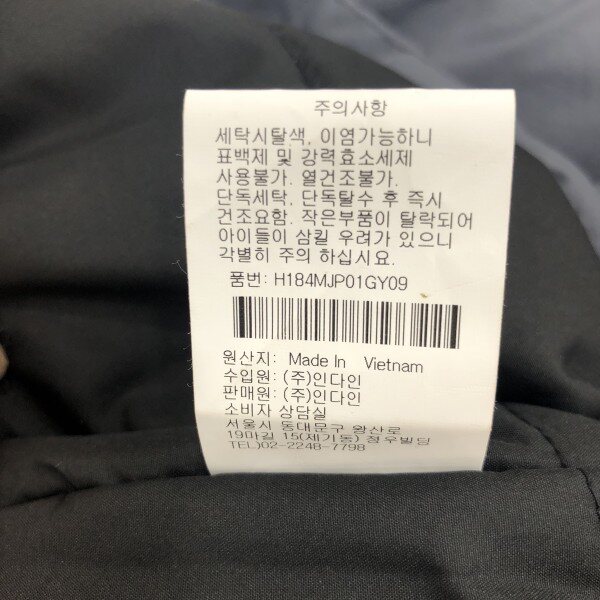 주의사항
세탁시탈색, 이염가능하니
표백제 및 강력효소세제
사용불가. 열건조불가.
단독세탁, 단독탈수 후 즉시
건조요함. 작은부품이 탈락되어
아이들이 삼킬 우려가 있으니
각별히 주의 하십시요.
품번: H184MJP01GY09
원산지: Made In Vietnam
수입원: (주)인다인
판매원: (주)인다인
소비자 상담실
서울시 동대문구 왕산로
19마길 15(제기동) 청우빌딩
TEL)02-2248-7798